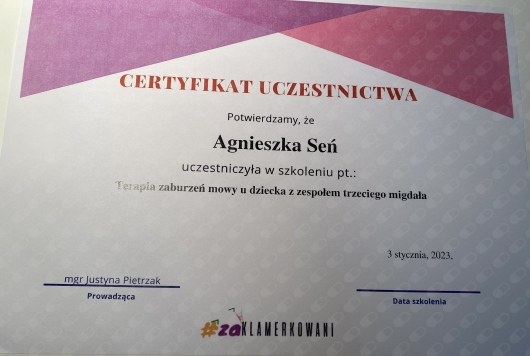 CERTYFIKAT UCZESTNICTWA
Potwierdzamy, że
Agnieszka Seń
uczestniczyła w szkoleniu pt.:
Terapia zaburzeń mowy u dziecka z zespołem trzeciego migdała
3 stycznia, 2023,
mgr Justyna Pietrzak
Prowadząca
Data szkolenia
#zaKLAMERKOWANI